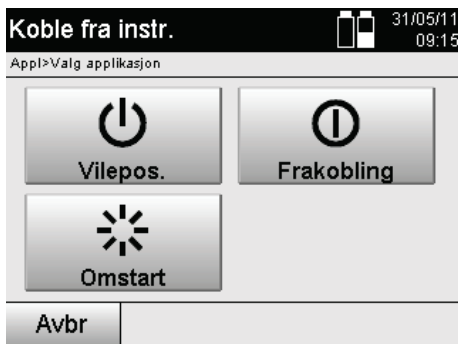 Koble fra instr.
31/05/11
09:15
Appl>Valg applikasjon
Vilepos.
Frakobling
Omstart
Avbr